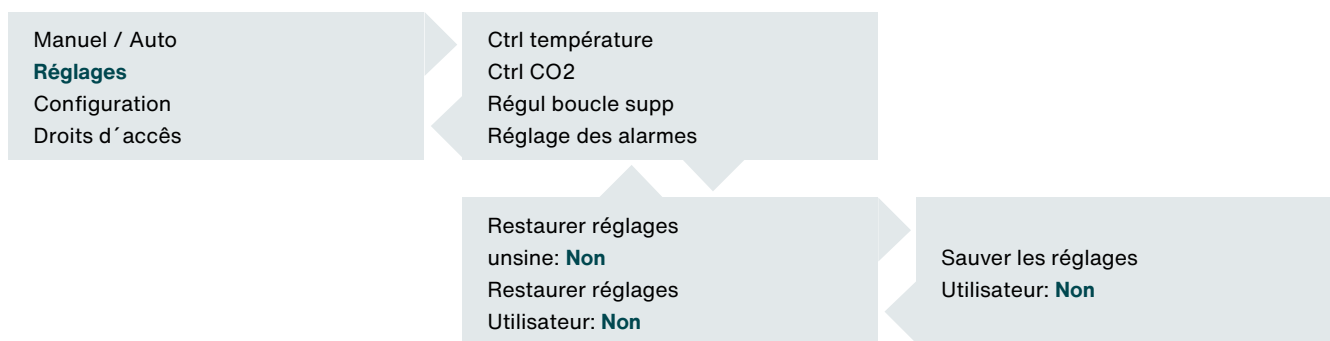 Manuel / Auto
Réglages
Configuration
Droits d´accês
Ctrl température
Ctrl CO2
Régul boucle supp
Réglage des alarmes
Restaurer réglages
unsine: Non
Restaurer réglages
Utilisateur: Non
Sauver les réglages
Utilisateur: Non